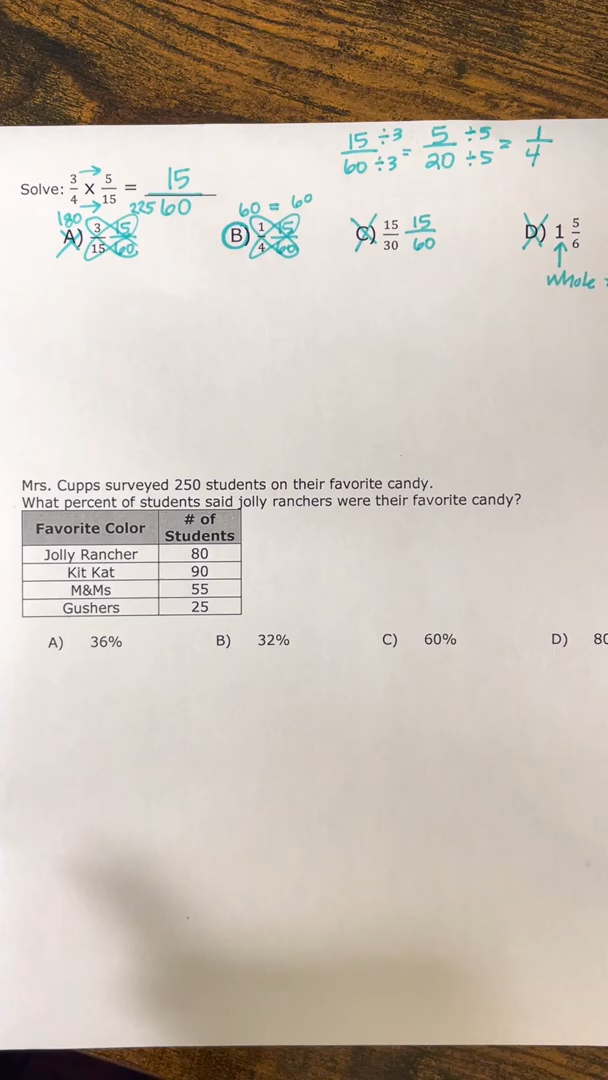 15 ÷3 = 5 ÷5 = 1
60 ÷3 20 ÷5 4
Solve: 3/4 x 5/15 = 15/60
180 225 60 = 60
A) 3/15 15/60 B) 1/4 15/60 C) 15/30 15/60 D) 1 5/6
whole
Mrs. Cupps surveyed 250 students on their favorite candy.
What percent of students said jolly ranchers were their favorite candy?
Favorite Color # of Students
Jolly Rancher 80
Kit Kat 90
M&Ms 55
Gushers 25
A) 36% B) 32% C) 60% D) 80